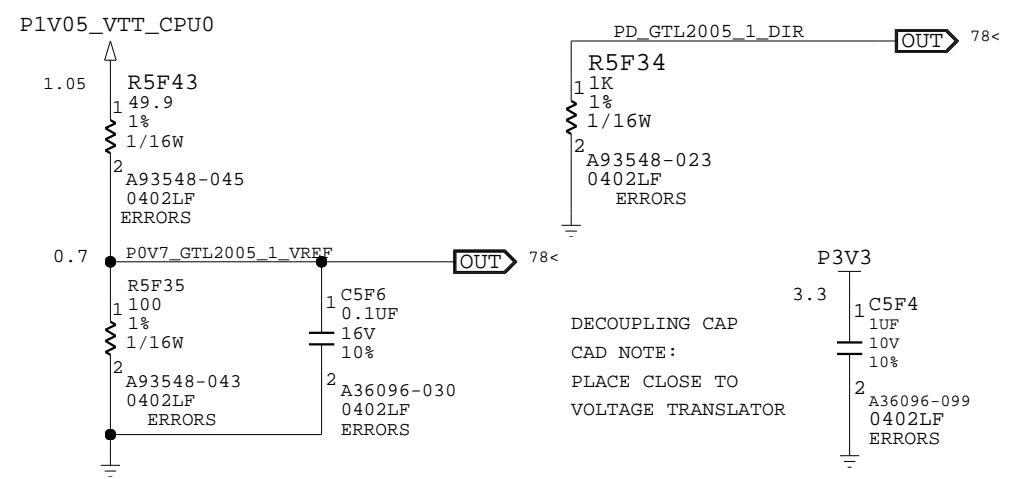 P1V05_VTT_CPU0
1.05
R5F43
1
49.9
1%
1/16W
2
A93548-045
0402LF
ERRORS
0.7
P0V7_GTL2005_1_VREF
OUT
78<
R5F35
1
100
1%
1/16W
2
A93548-043
0402LF
ERRORS
C5F6
1
0.1UF
16V
10%
2
A36096-030
0402LF
ERRORS
PD_GTL2005_1_DIR
OUT
78<
R5F34
1
1K
1%
1/16W
2
A93548-023
0402LF
ERRORS
DECOUPLING CAP
CAD NOTE:
PLACE CLOSE TO
VOLTAGE TRANSLATOR
P3V3
3.3
C5F4
1
1UF
10V
10%
2
A36096-099
0402LF
ERRORS